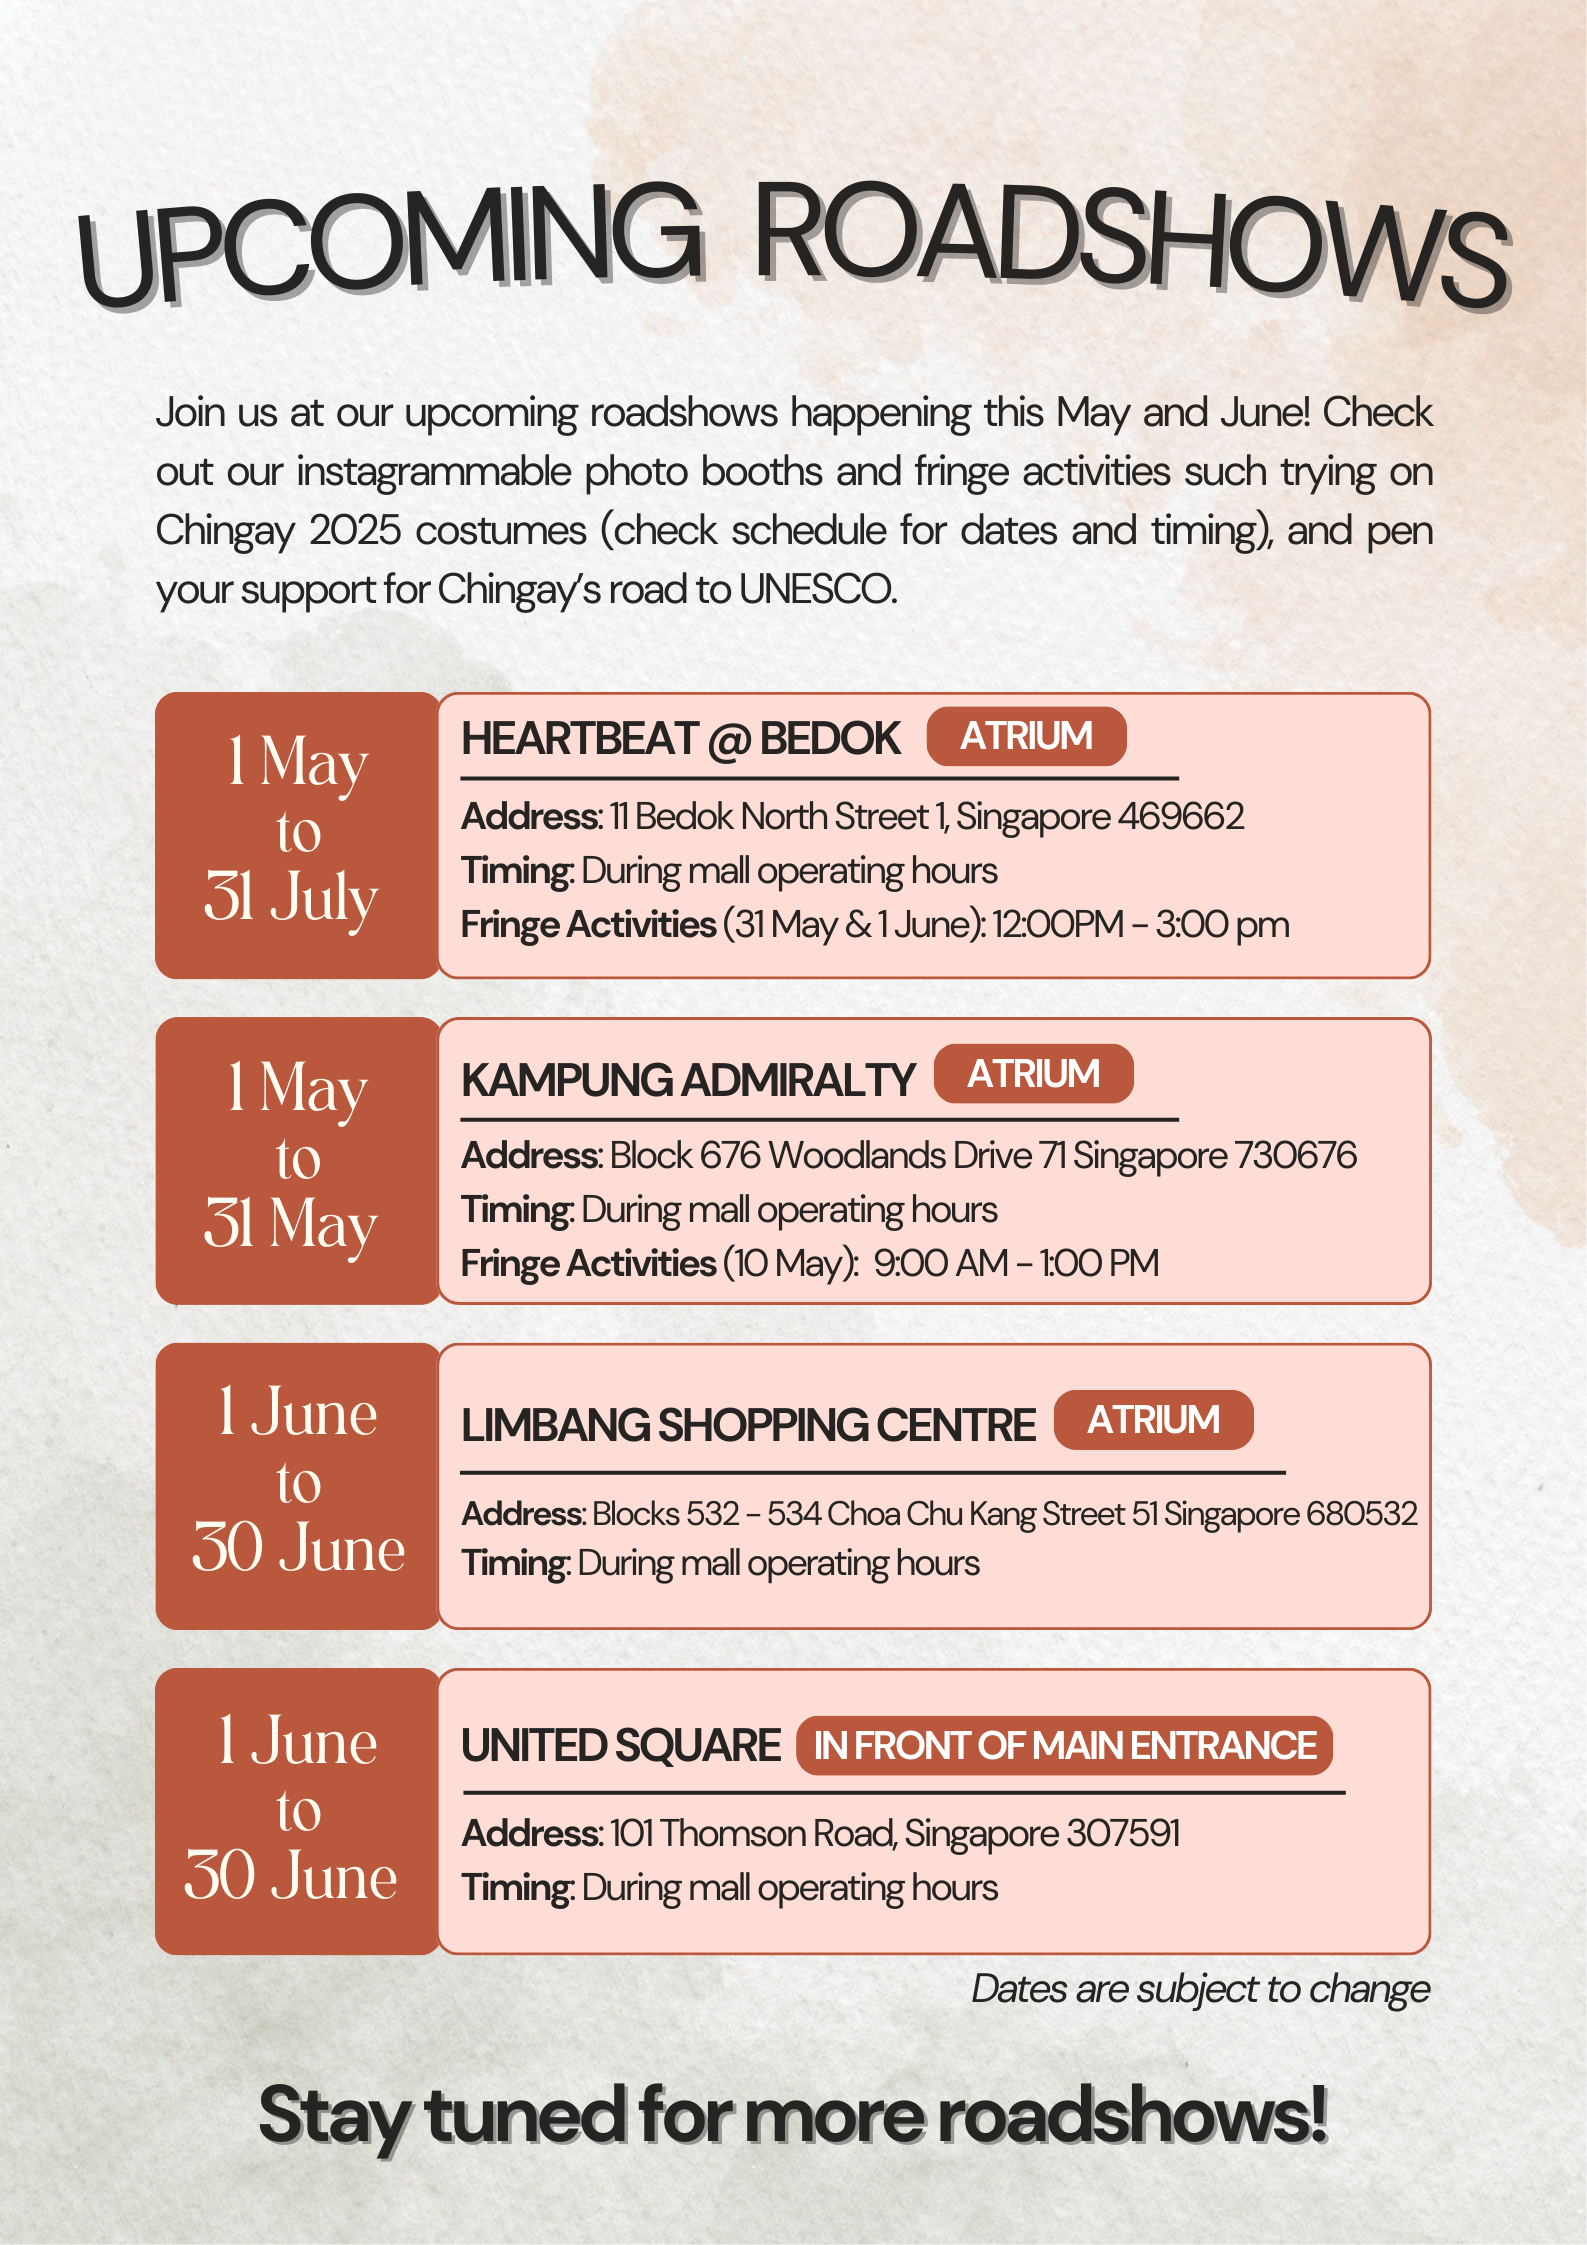 UPCOMING ROADSHOWS
Join us at our upcoming roadshows happening this May and June! Check
out our instagrammable photo booths and fringe activities such trying on
Chingay 2025 costumes (check schedule for dates and timing), and pen
your support for Chingay’s road to UNESCO.
1 May
to
31 July
HEARTBEAT @ BEDOK ATRIUM
Address: 11 Bedok North Street 1, Singapore 469662
Timing: During mall operating hours
Fringe Activities (31 May & 1 June): 12:00PM – 3:00 pm
1 May
to
31 May
KAMPUNG ADMIRALTY ATRIUM
Address: Block 676 Woodlands Drive 71 Singapore 730676
Timing: During mall operating hours
Fringe Activities (10 May): 9:00 AM – 1:00 PM
1 June
to
30 June
LIMBANG SHOPPING CENTRE ATRIUM
Address: Blocks 532 – 534 Choa Chu Kang Street 51 Singapore 680532
Timing: During mall operating hours
1 June
to
30 June
UNITED SQUARE IN FRONT OF MAIN ENTRANCE
Address: 101 Thomson Road, Singapore 307591
Timing: During mall operating hours
Dates are subject to change
Stay tuned for more roadshows!